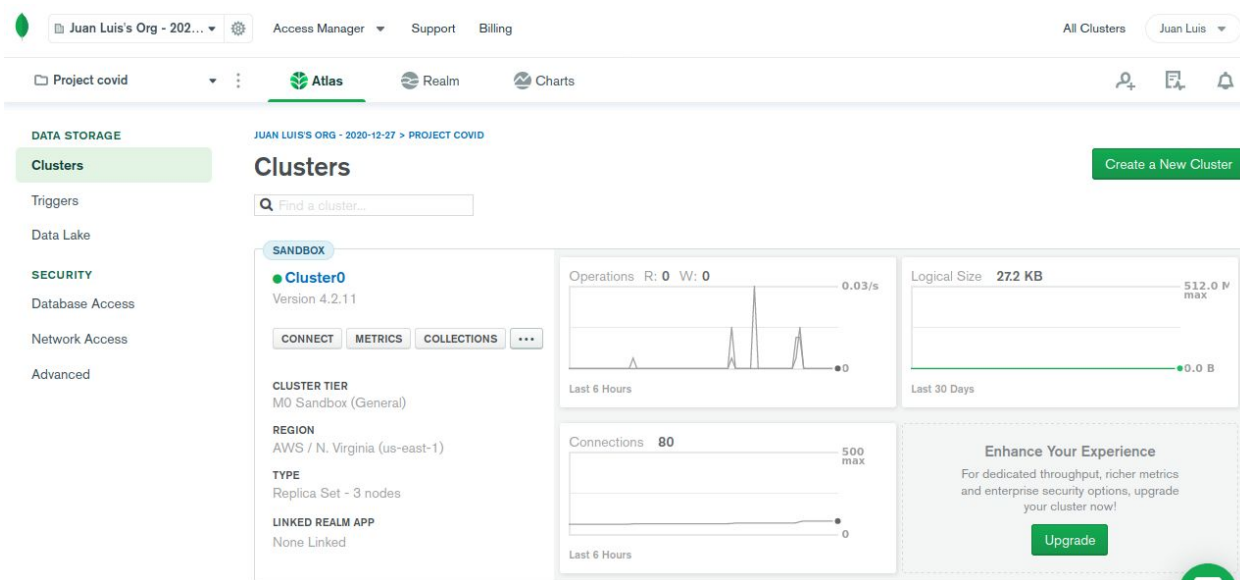 Juan Luis's Org - 202...
Access Manager
Support
Billing
All Clusters
Juan Luis
Project covid
Atlas
Realm
Charts
DATA STORAGE
Clusters
Triggers
Data Lake
SECURITY
Database Access
Network Access
Advanced
JUAN LUIS'S ORG - 2020-12-27 > PROJECT COVID
Clusters
Create a New Cluster
Find a cluster...
SANDBOX
Cluster0
Version 4.2.11
CONNECT
METRICS
COLLECTIONS
...
CLUSTER TIER
M0 Sandbox (General)
REGION
AWS / N. Virginia (us-east-1)
TYPE
Replica Set - 3 nodes
LINKED REALM APP
None Linked
Operations R: 0 W: 0
0.03/s
0
Last 6 Hours
Logical Size 27.2 KB
512.0 M
max
0.0 B
Last 30 Days
Connections 80
500
max
0
Last 6 Hours
Enhance Your Experience
For dedicated throughput, richer metrics
and enterprise security options, upgrade
your cluster now!
Upgrade